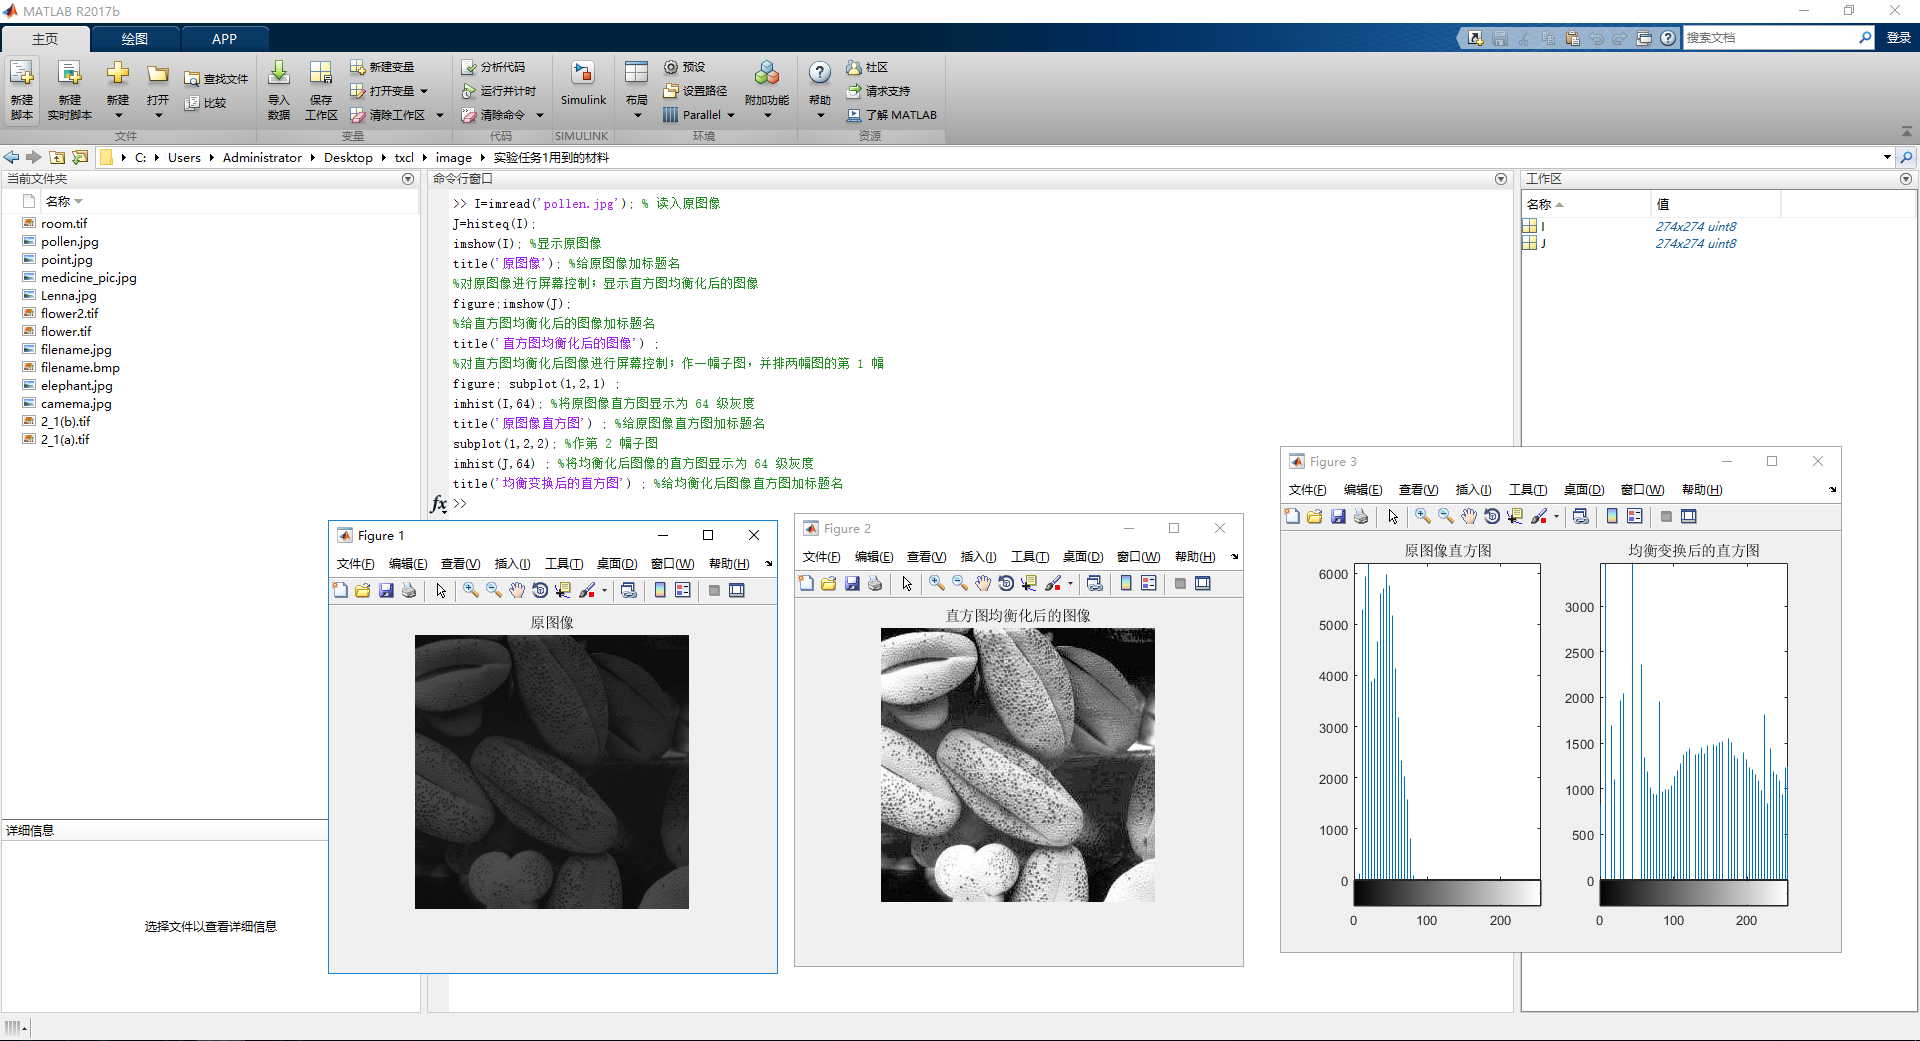 MATLAB R2017b
主页 绘图 APP
搜索文档 登录
新建脚本
新建实时脚本
新建
打开
查找文件
比较
文件
导入数据
保存工作区
新建变量
打开变量
清除工作区
变量
分析代码
运行并计时
清除命令
代码
Simulink
SIMULINK
布局
预设
设置路径
Parallel
环境
附加功能
帮助
社区
请求支持
了解 MATLAB
资源
C: Users Administrator Desktop txcl image 实验任务1用到的材料
当前文件夹
名称
room.tif
pollen.jpg
point.jpg
medicine_pic.jpg
Lenna.jpg
flower2.tif
flower.tif
filename.jpg
filename.bmp
elephant.jpg
camema.jpg
2_1(b).tif
2_1(a).tif
详细信息
选择文件以查看详细信息
命令行窗口
>> I=imread('pollen.jpg'); % 读入原图像
J=histeq(I);
imshow(I); %显示原图像
title('原图像'); %给原图像加标题名
%对原图像进行屏幕控制；显示直方图均衡化后的图像
figure;imshow(J);
%给直方图均衡化后的图像加标题名
title('直方图均衡化后的图像') ;
%对直方图均衡化后图像进行屏幕控制；作一幅子图，并排两幅图的第 1 幅
figure; subplot(1,2,1) ;
imhist(I,64); %将原图像直方图显示为 64 级灰度
title('原图像直方图') ; %给原图像直方图加标题名
subplot(1,2,2); %作第 2 幅子图
imhist(J,64) ; %将均衡化后图像的直方图显示为 64 级灰度
title('均衡变换后的直方图') ; %给均衡化后图像直方图加标题名
fx >>
工作区
名称 值
I 274x274 uint8
J 274x274 uint8
Figure 1
文件(F) 编辑(E) 查看(V) 插入(I) 工具(T) 桌面(D) 窗口(W) 帮助(H)
原图像
Figure 2
文件(F) 编辑(E) 查看(V) 插入(I) 工具(T) 桌面(D) 窗口(W) 帮助(H)
直方图均衡化后的图像
Figure 3
文件(F) 编辑(E) 查看(V) 插入(I) 工具(T) 桌面(D) 窗口(W) 帮助(H)
原图像直方图
6000
5000
4000
3000
2000
1000
0
0 100 200
均衡变换后的直方图
3000
2500
2000
1500
1000
500
0
0 100 200